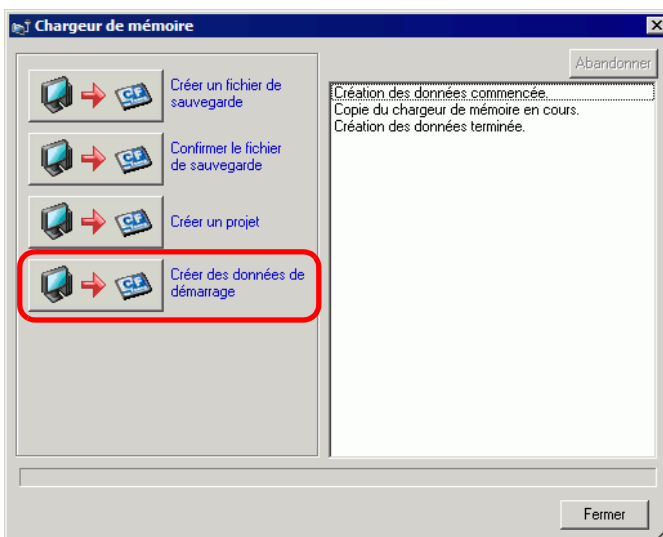 Chargeur de mémoire
Abandonner
Créer un fichier de
sauvegarde
Confirmer le fichier
de sauvegarde
Créer un projet
Créer des données de
démarrage
Création des données commencée.
Copie du chargeur de mémoire en cours.
Création des données terminée.
Fermer